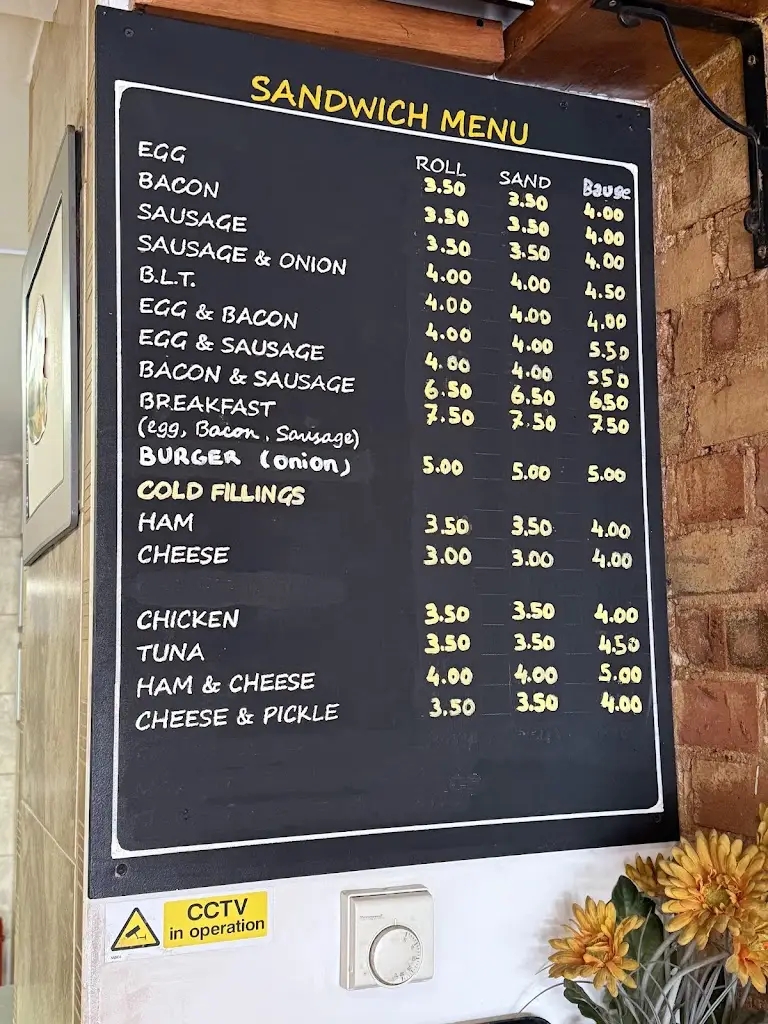 SANDWICH MENU
ROLL SAND Bauge
EGG 3.50 3.50 4.00
BACON 3.50 3.50 4.00
SAUSAGE 3.50 3.50 4.00
SAUSAGE & ONION 4.00 4.00 4.50
B.L.T. 4.00 4.00 4.00
EGG & BACON 4.00 4.00 5.50
EGG & SAUSAGE 4.00 4.00 550
BACON & SAUSAGE 6.50 6.50 6.50
BREAKFAST 7.50 7.50 7.50
(egg, Bacon, Sausage)
BURGER (onion) 5.00 5.00 5.00
COLD FILLINGS
HAM 3.50 3.50 4.00
CHEESE 3.00 3.00 4.00
CHICKEN 3.50 3.50 4.00
TUNA 3.50 3.50 4.50
HAM & CHEESE 4.00 4.00 5.00
CHEESE & PICKLE 3.50 3.50 4.00
CCTV
in operation